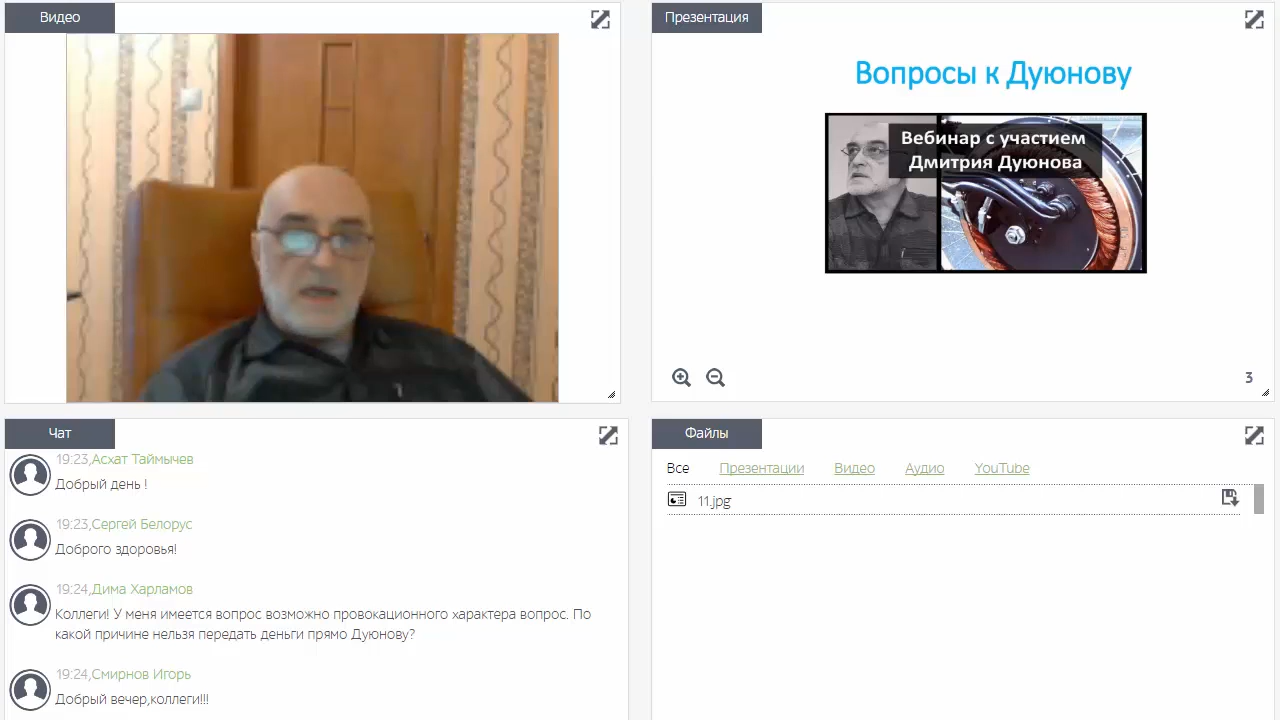 Видео
Презентация
Вопросы к Дуюнову
Вебинар с участием
Дмитрия Дуюнова
3
Чат
19:23,Асхат Таймычев
Добрый день !
19:23,Сергей Белорус
Доброго здоровья!
19:24,Дима Харламов
Коллеги! У меня имеется вопрос возможно провокационного характера вопрос. По
какой причине нельзя передать деньги прямо Дуюнову?
19:24,Смирнов Игорь
Добрый вечер,коллеги!!!
Файлы
Все Презентации Видео Аудио YouTube
11.jpg